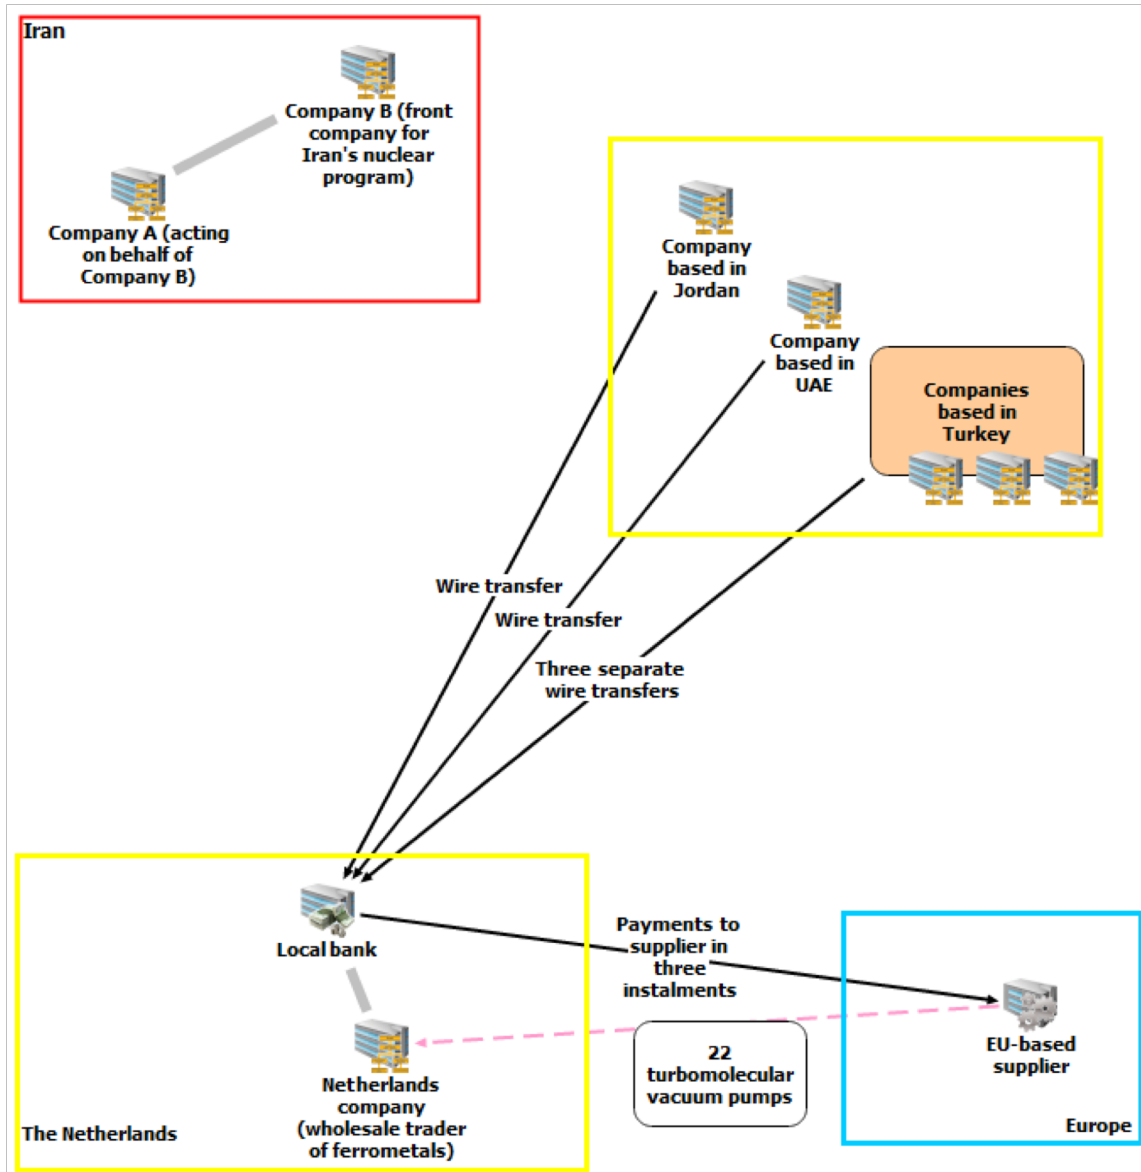 Iran
Company B (front
company for
Iran's nuclear
program)
Company A (acting
on behalf of
Company B)
Company
based in
Jordan
Company
based in
UAE
Companies
based in
Turkey
Wire transfer
Wire transfer
Three separate
wire transfers
Local bank
Payments to
supplier in
three
instalments
EU-based
supplier
22
turbomolecular
vacuum pumps
Netherlands
company
(wholesale trader
of ferrometals)
The Netherlands
Europe